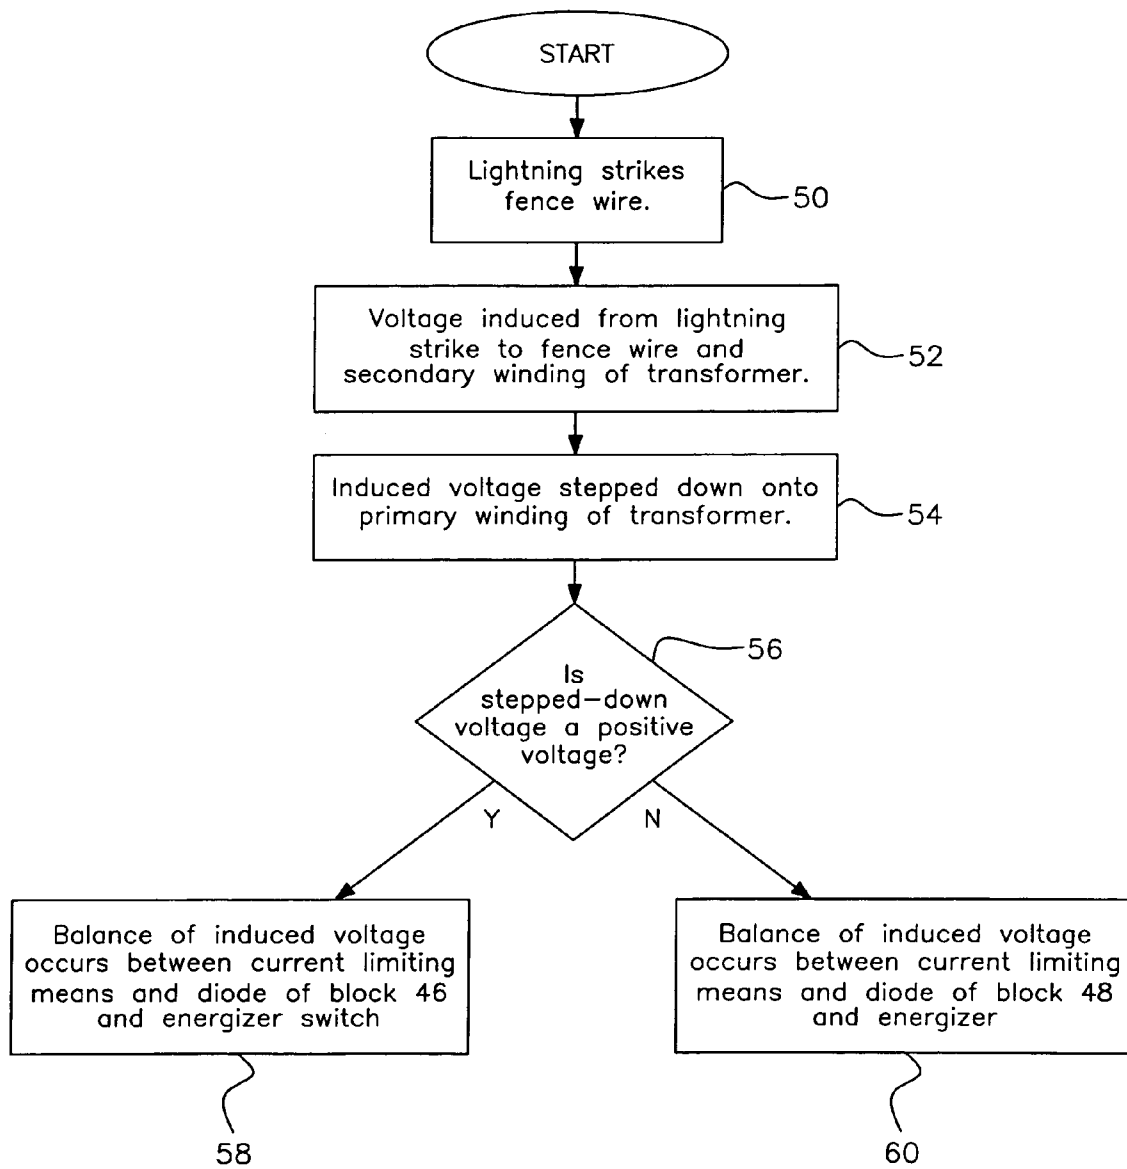 START
Lightning strikes
fence wire.
50
Voltage induced from lightning
strike to fence wire and
secondary winding of transformer.
52
Induced voltage stepped down onto
primary winding of transformer.
54
Is
stepped-down
voltage a positive
voltage?
56
Y
N
Balance of induced voltage
occurs between current limiting
means and diode of block 46
and energizer switch
58
Balance of induced voltage
occurs between current limiting
means and diode of block 48
and energizer
60